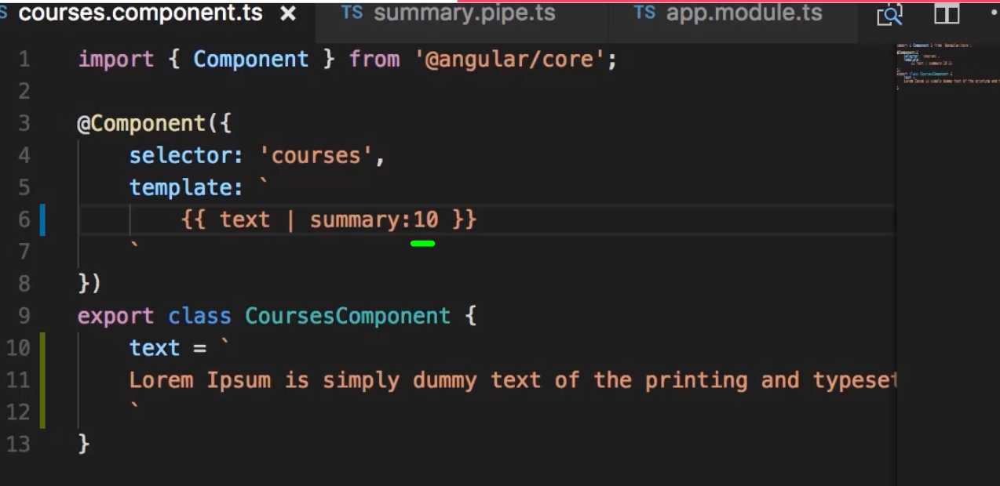 courses.component.ts × TS summary.pipe.ts TS app.module.ts
1 import { Component } from '@angular/core';
2
3 @Component({
4 selector: 'courses',
5 template: `
6 {{ text | summary:10 }}
7 `
8 })
9 export class CoursesComponent {
10 text = `
11 Lorem Ipsum is simply dummy text of the printing and typeset
12 `
13 }